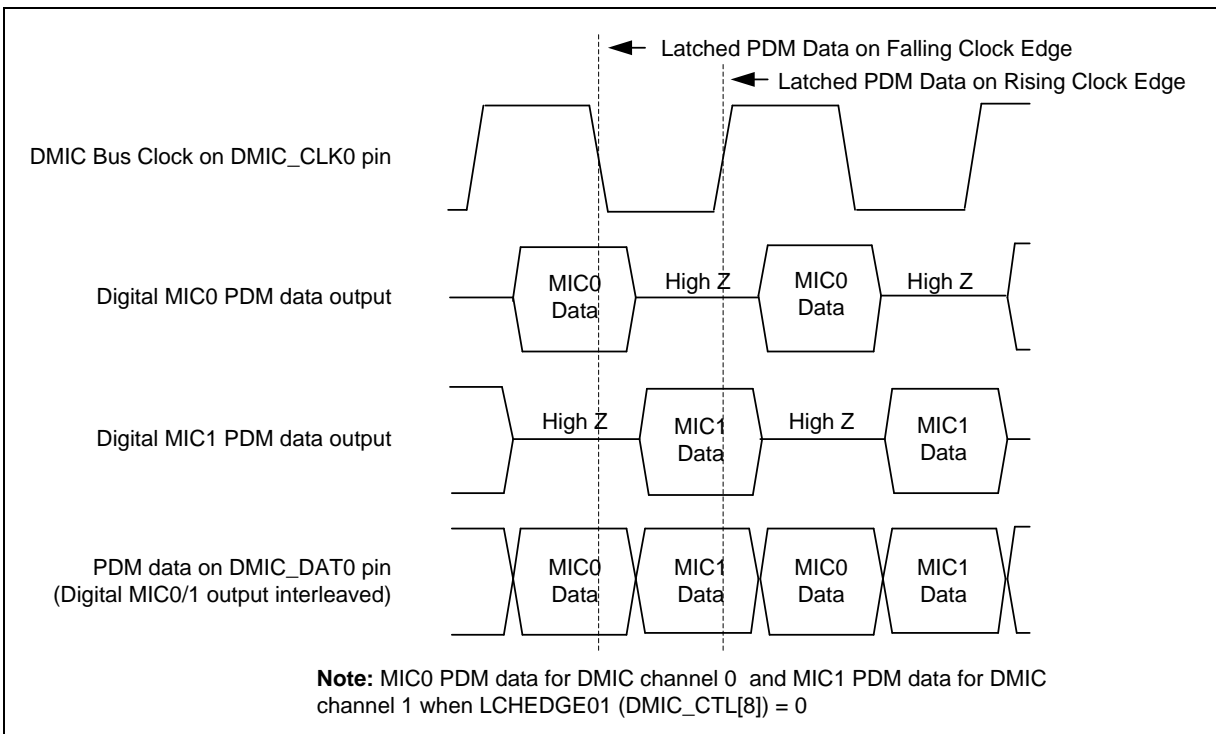 Latched PDM Data on Falling Clock Edge
Latched PDM Data on Rising Clock Edge
DMIC Bus Clock on DMIC_CLK0 pin
Digital MIC0 PDM data output
MIC0
Data
High Z
MIC0
Data
High Z
Digital MIC1 PDM data output
High Z
MIC1
Data
High Z
MIC1
Data
PDM data on DMIC_DAT0 pin
(Digital MIC0/1 output interleaved)
MIC0
Data
MIC1
Data
MIC0
Data
MIC1
Data
Note: MIC0 PDM data for DMIC channel 0 and MIC1 PDM data for DMIC
channel 1 when LCHEDGE01 (DMIC_CTL[8]) = 0